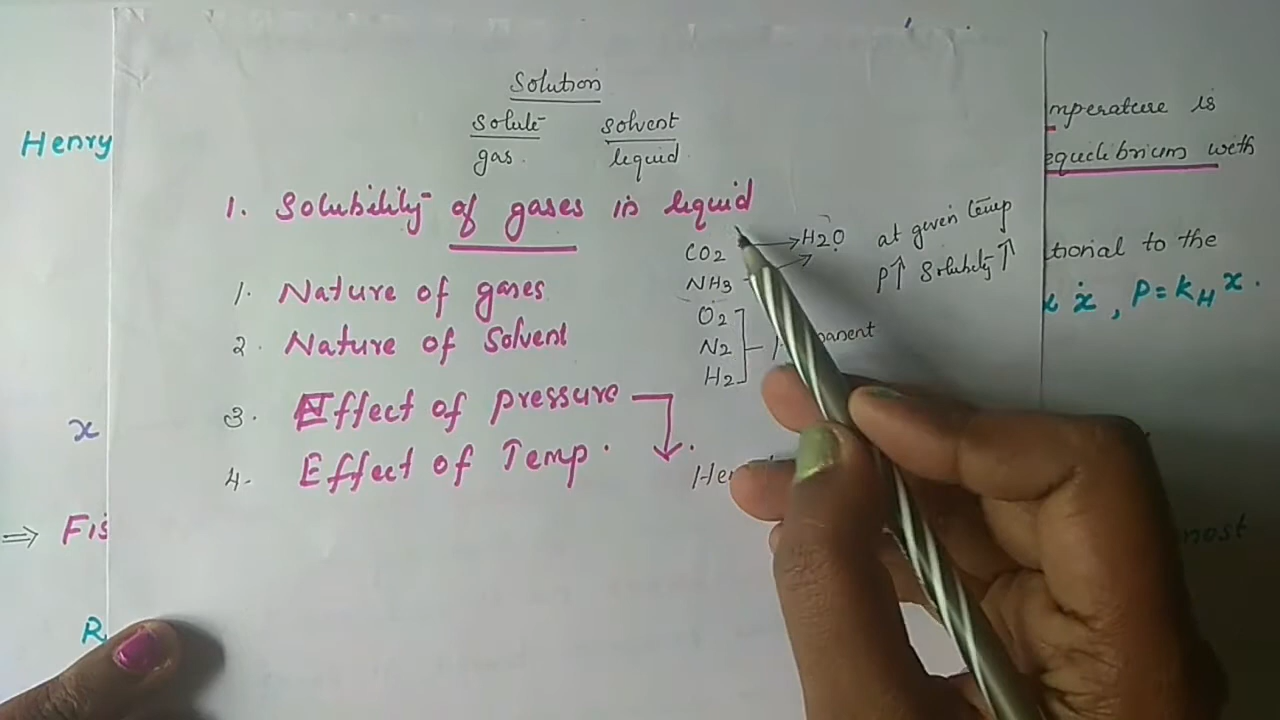 Solution
solute solvent
gas. liquid
1. Solubility of gases in liquid
CO2 → H2O
NH3
at given temp
P↑ Solubility ↑
1. Nature of gases
2. Nature of Solvent
O2
N2
H2
3. Effect of pressure
4. Effect of Temp.
Henry
x
⇒ Fis
R
mperature is
equilibrium with
tional to the
x , P = KH x.
most